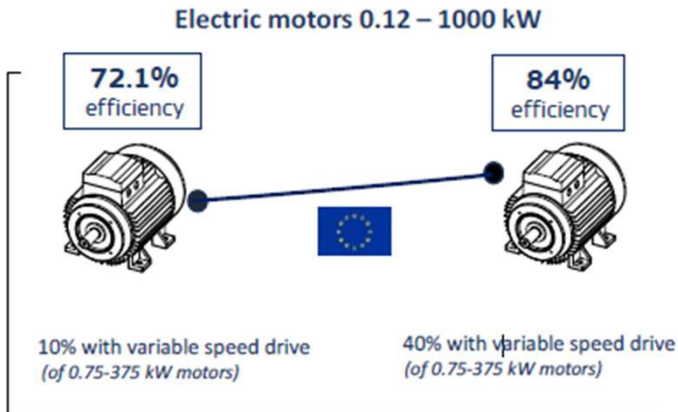 Electric motors 0.12 – 1000 kW
72.1%
efficiency
84%
efficiency
10% with variable speed drive
(of 0.75-375 kW motors)
40% with variable speed drive
(of 0.75-375 kW motors)